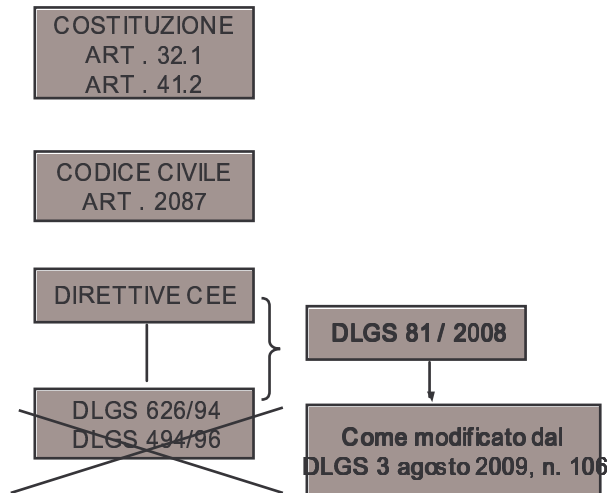 COSTITUZIONE
ART . 32.1
ART . 41.2
CODICE CIVILE
ART . 2087
DIRETTIVE CEE
DLGS 81 / 2008
DLGS 626/94
DLGS 494/96
Come modificato dal
DLGS 3 agosto 2009, n. 106